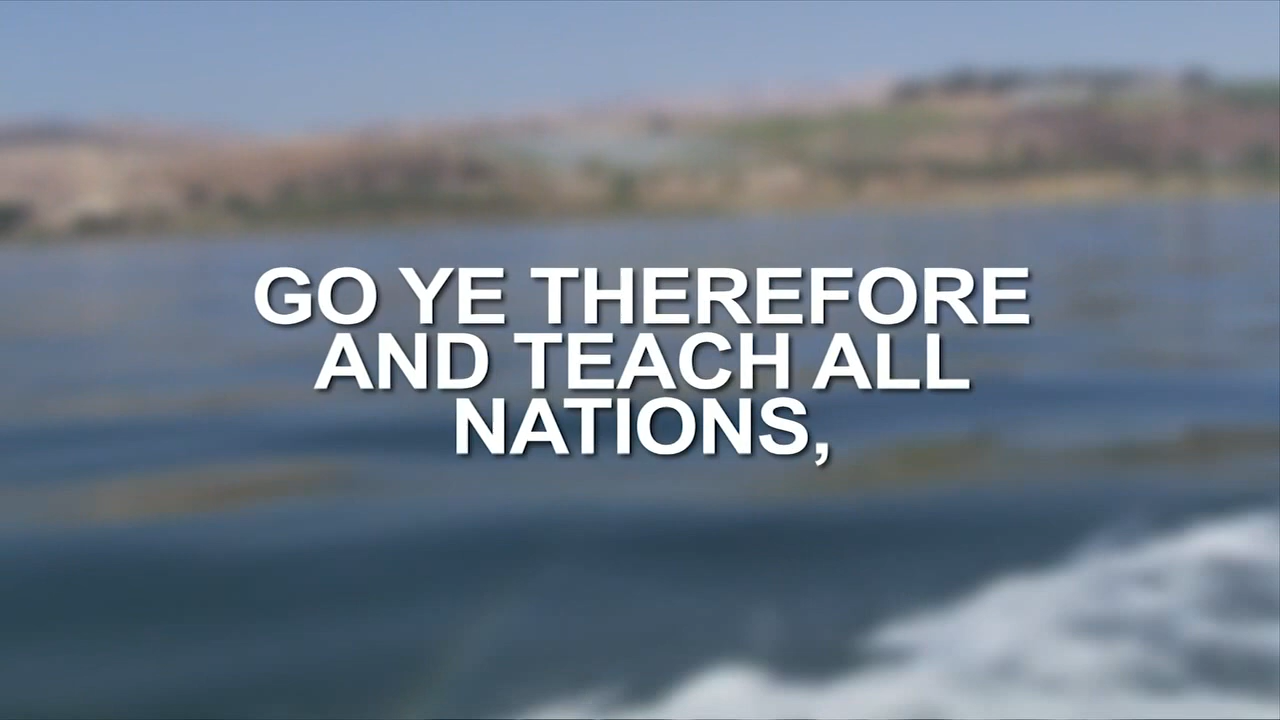 GO YE THEREFORE
AND TEACH ALL
NATIONS,